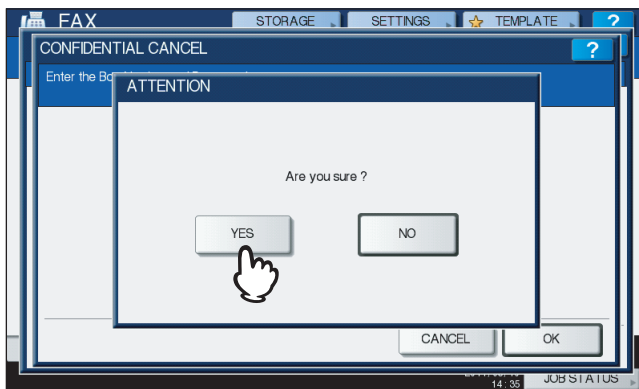 FAX STORAGE SETTINGS TEMPLATE ?
CONFIDENTIAL CANCEL ?
Enter the
ATTENTION
Are you sure ?
YES NO
CANCEL OK
14 : 35 JOB STATUS